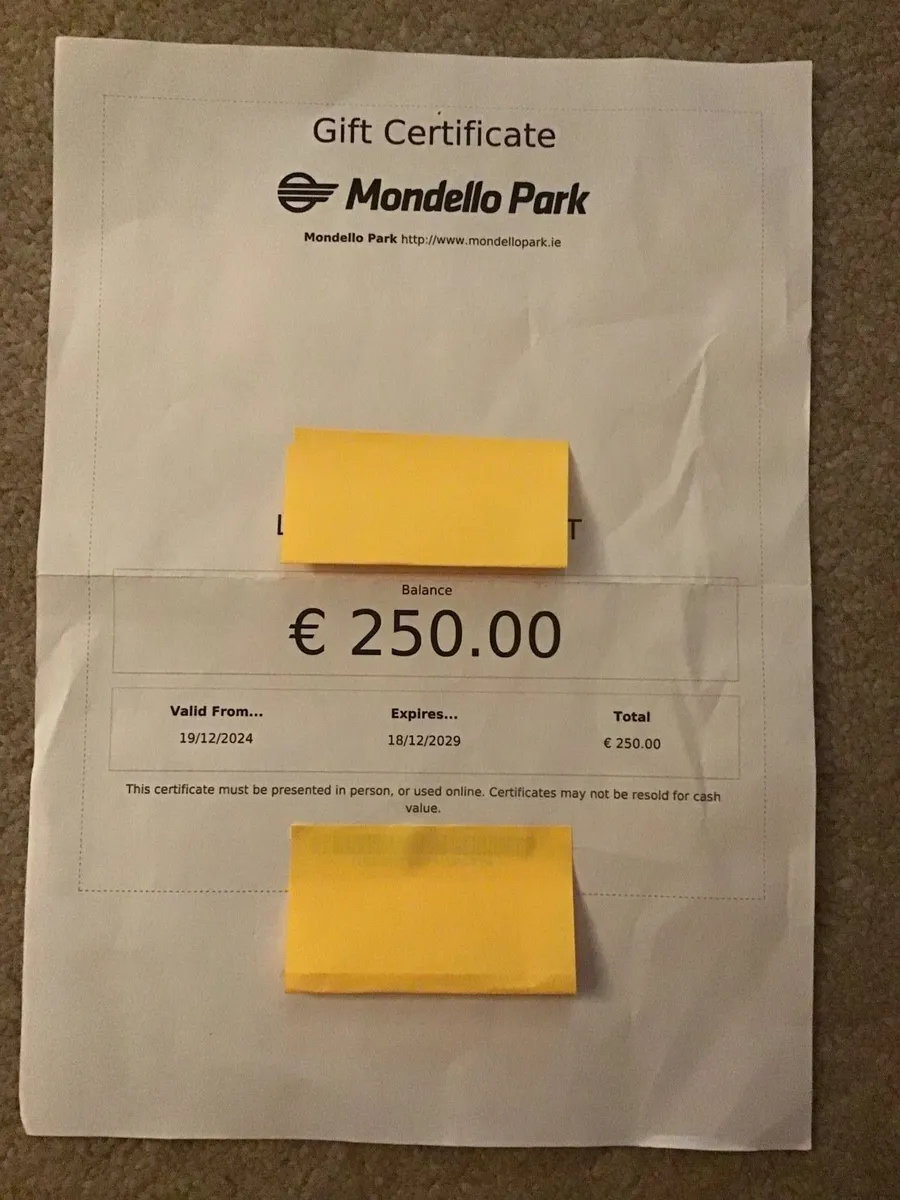 Gift Certificate
Mondello Park
Mondello Park http://www.mondellopark.ie
T
Balance
€ 250.00
Valid From... Expires... Total
19/12/2024 18/12/2029 € 250.00
This certificate must be presented in person, or used online. Certificates may not be resold for cash
value.